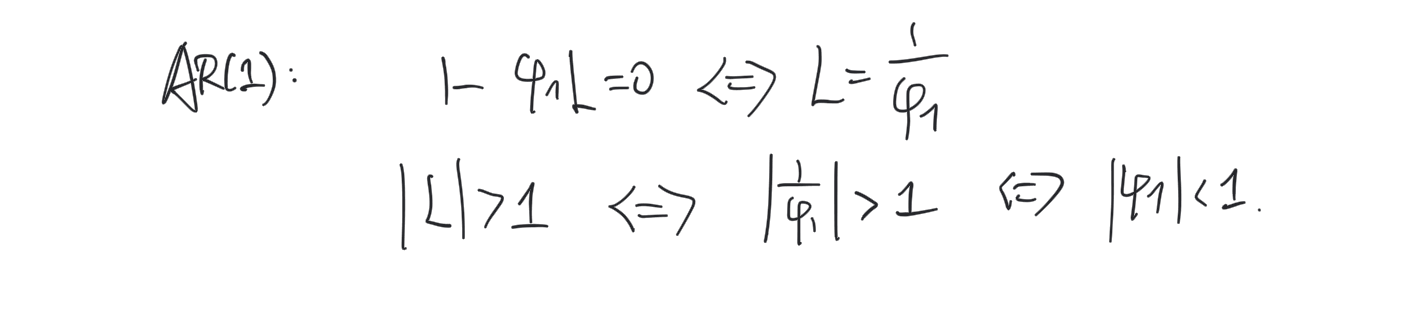 AR(1): 1 - φ₁L = 0 <=> L = 1/φ₁
|L| > 1 <=> |1/φ₁| > 1 <=> |φ₁| < 1.